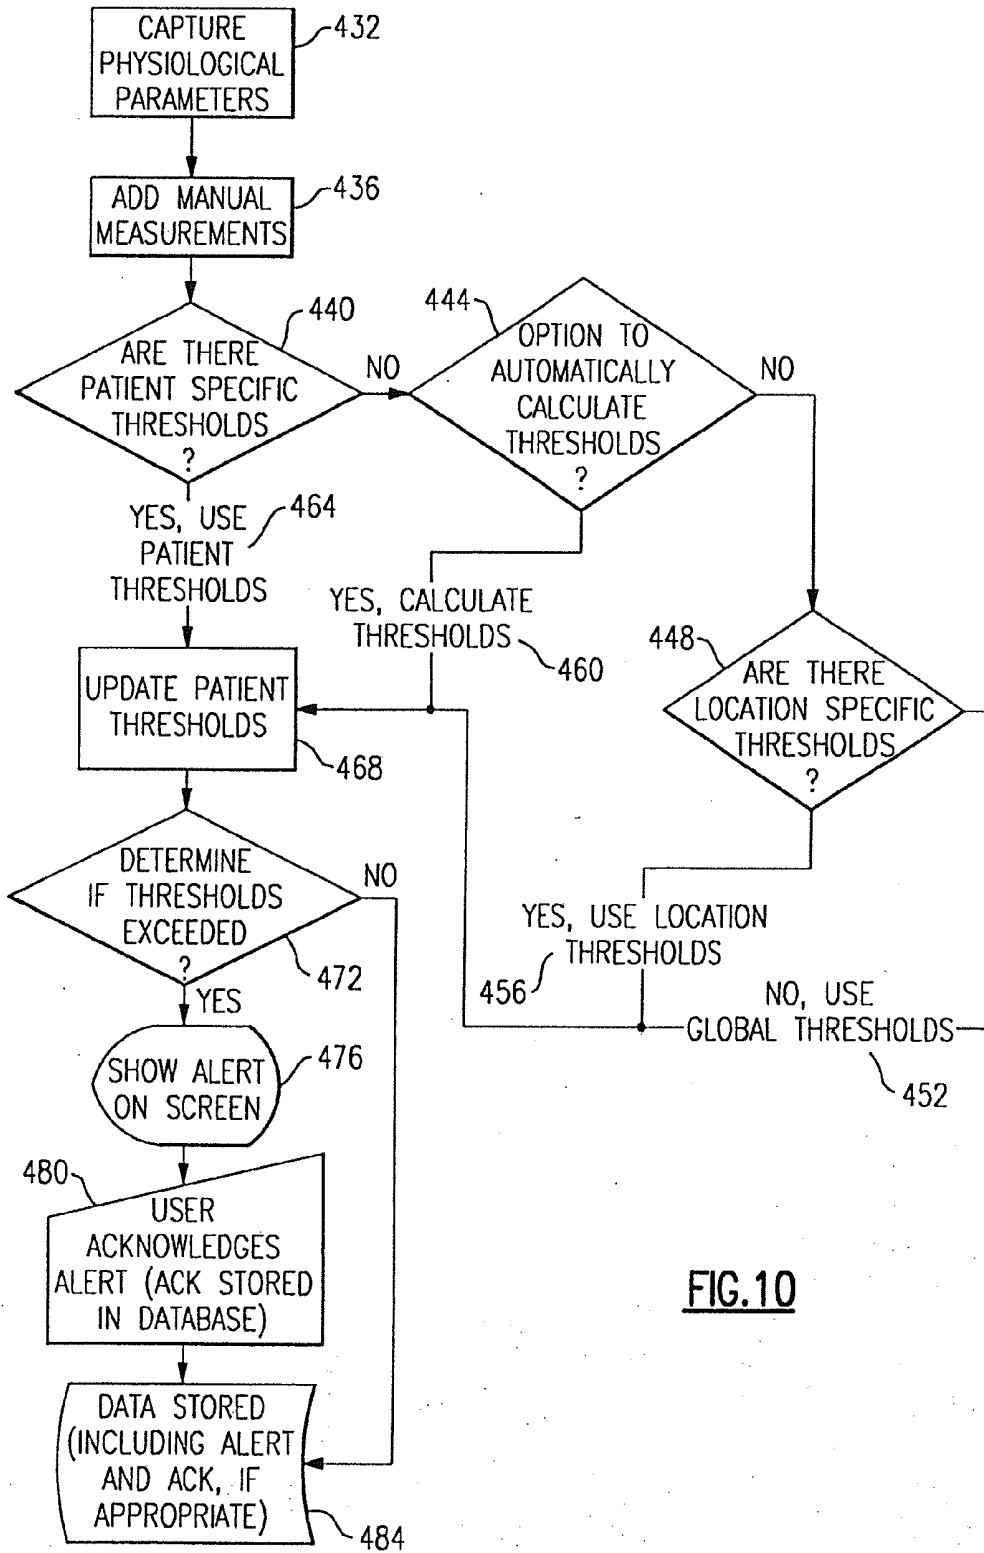 CAPTURE
PHYSIOLOGICAL
PARAMETERS
432
ADD MANUAL
MEASUREMENTS
436
ARE THERE
PATIENT SPECIFIC
THRESHOLDS
?
440
NO
444
OPTION TO
AUTOMATICALLY
CALCULATE
THRESHOLDS
?
NO
YES, USE
PATIENT
THRESHOLDS
464
YES, CALCULATE
THRESHOLDS
460
448
ARE THERE
LOCATION SPECIFIC
THRESHOLDS
?
UPDATE PATIENT
THRESHOLDS
468
DETERMINE
IF THRESHOLDS
EXCEEDED
?
NO
472
YES
YES, USE LOCATION
THRESHOLDS
456
NO, USE
GLOBAL THRESHOLDS
452
SHOW ALERT
ON SCREEN
476
480
USER
ACKNOWLEDGES
ALERT (ACK STORED
IN DATABASE)
DATA STORED
(INCLUDING ALERT
AND ACK, IF
APPROPRIATE)
484
FIG.10